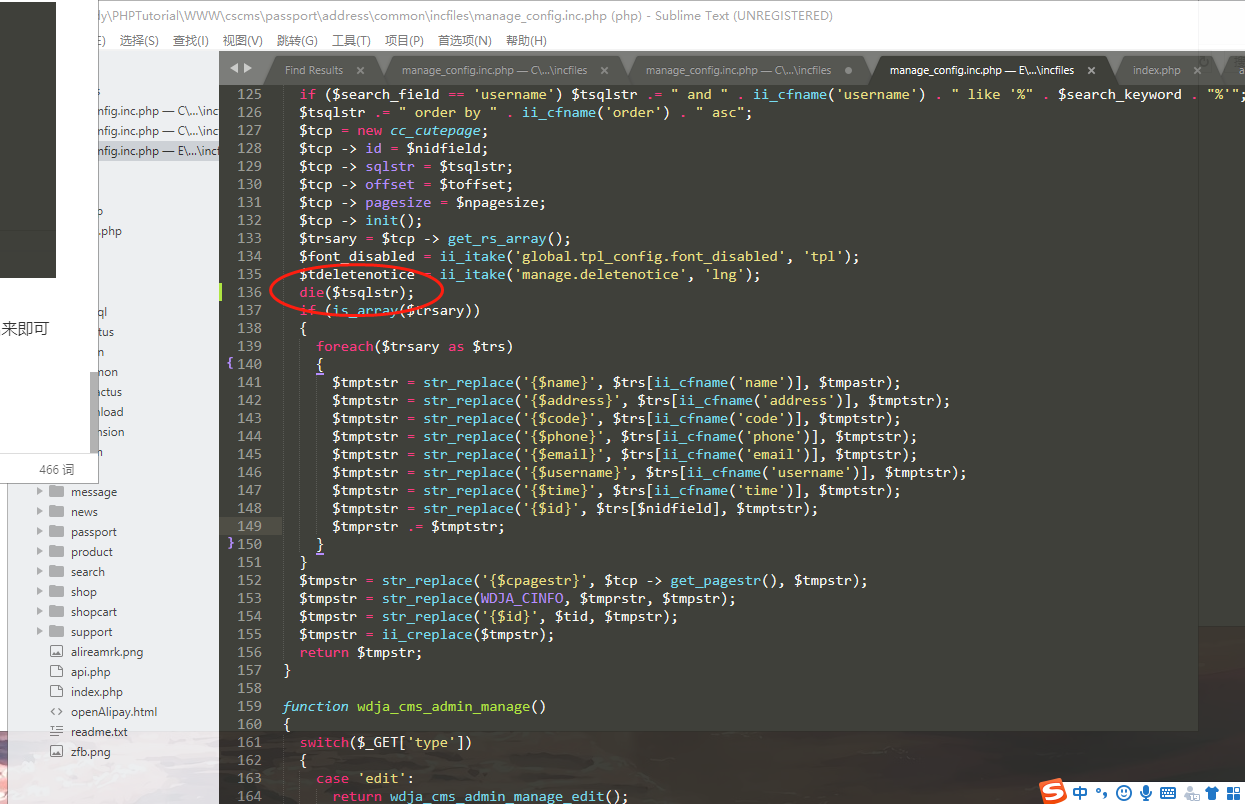 dy\PHPTutorial\WWW\cscms\passport\address\common\incfiles\manage_config.inc.php (php) - Sublime Text (UNREGISTERED)
E) 选择(S) 查找(I) 视图(V) 跳转(G) 工具(T) 项目(P) 首选项(N) 帮助(H)
Find Results × manage_config.inc.php — C\...\incfiles × manage_config.inc.php — C\...\incfiles ● manage_config.inc.php — E\...\incfiles × index.php × a
nfig.inc.php — C\...\inc
nfig.inc.php — C\...\inc
nfig.inc.php — E\...\incf
.php
来即可
466 词
message
news
passport
product
search
shop
shopcart
support
alireamrk.png
api.php
index.php
openAlipay.html
readme.txt
zfb.png
125 if ($search_field == 'username') $tsqlstr .= " and " . ii_cfname('username') . " like '%" . $search_keyword . "%'";
126 $tsqlstr .= " order by " . ii_cfname('order') . " asc";
127 $tcp = new cc_cutepage;
128 $tcp -> id = $nidfield;
129 $tcp -> sqlstr = $tsqlstr;
130 $tcp -> offset = $toffset;
131 $tcp -> pagesize = $npagesize;
132 $tcp -> init();
133 $trsary = $tcp -> get_rs_array();
134 $font_disabled = ii_itake('global.tpl_config.font_disabled', 'tpl');
135 $tdeletenotice = ii_itake('manage.deletenotice', 'lng');
136 die($tsqlstr);
137 if (is_array($trsary))
138 {
139 foreach($trsary as $trs)
140 {
141 $tmptstr = str_replace('{$name}', $trs[ii_cfname('name')], $tmpastr);
142 $tmptstr = str_replace('{$address}', $trs[ii_cfname('address')], $tmptstr);
143 $tmptstr = str_replace('{$code}', $trs[ii_cfname('code')], $tmptstr);
144 $tmptstr = str_replace('{$phone}', $trs[ii_cfname('phone')], $tmptstr);
145 $tmptstr = str_replace('{$email}', $trs[ii_cfname('email')], $tmptstr);
146 $tmptstr = str_replace('{$username}', $trs[ii_cfname('username')], $tmptstr);
147 $tmptstr = str_replace('{$time}', $trs[ii_cfname('time')], $tmptstr);
148 $tmptstr = str_replace('{$id}', $trs[$nidfield], $tmptstr);
149 $tmprstr .= $tmptstr;
150 }
151 }
152 $tmpstr = str_replace('{$cpagestr}', $tcp -> get_pagestr(), $tmpstr);
153 $tmpstr = str_replace(WDJA_CINFO, $tmprstr, $tmpstr);
154 $tmpstr = str_replace('{$id}', $tid, $tmpstr);
155 $tmpstr = ii_creplace($tmpstr);
156 return $tmpstr;
157 }
158
159 function wdja_cms_admin_manage()
160 {
161 switch($_GET['type'])
162 {
163 case 'edit':
164 return wdja_cms_admin_manage_edit();
中